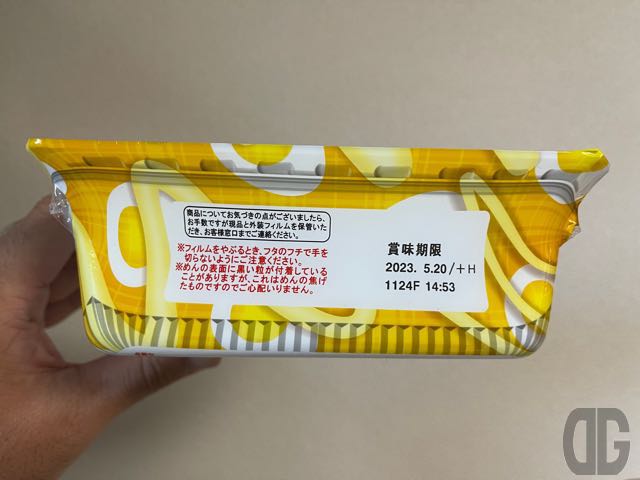 商品についてお気づきの点がございましたら、
お手数ですが現品と外装フィルムを保管いた
だき、お客様窓口までご連絡ください。
※フィルムをやぶるとき、フタのフチで手を
切らないようにご注意ください。
※めんの表面に黒い粒が付着している
ことがありますが、これはめんの焦げ
たものですのでご心配いりません。
賞味期限
2023. 5.20/+H
1124F 14:53
DG